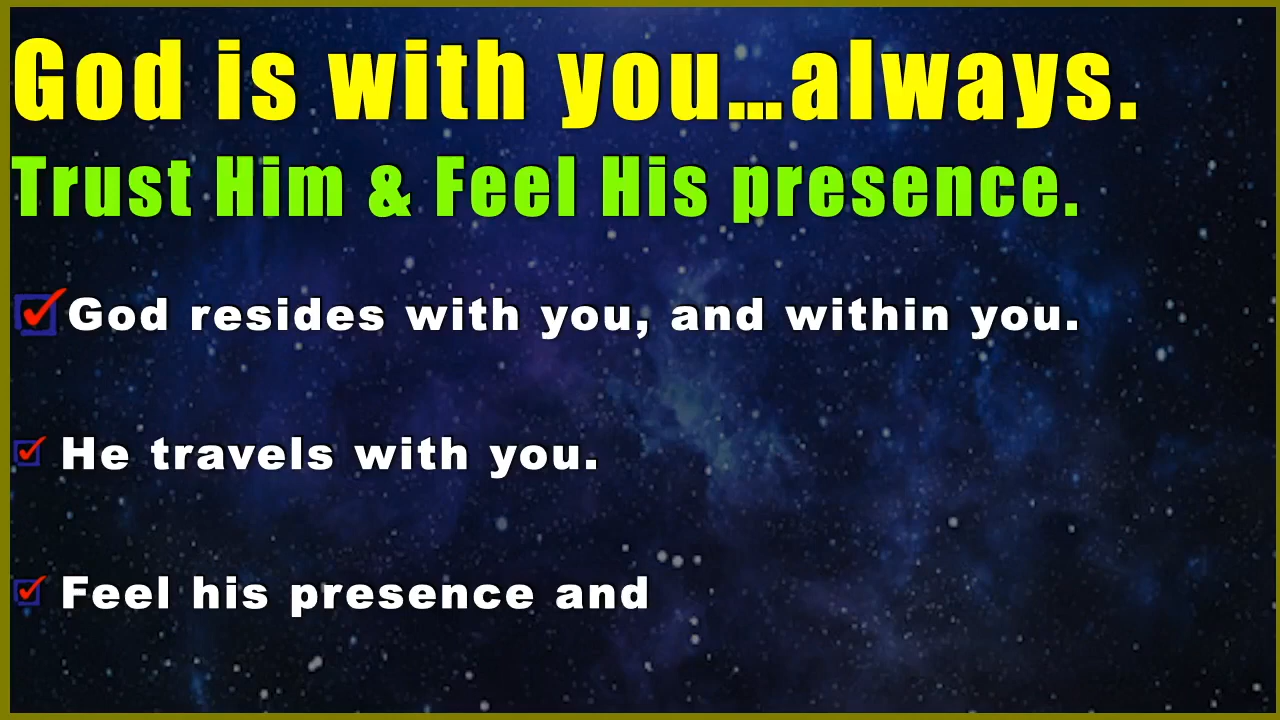 God is with you...always.
Trust Him & Feel His presence.
God resides with you, and within you.
He travels with you.
Feel his presence and